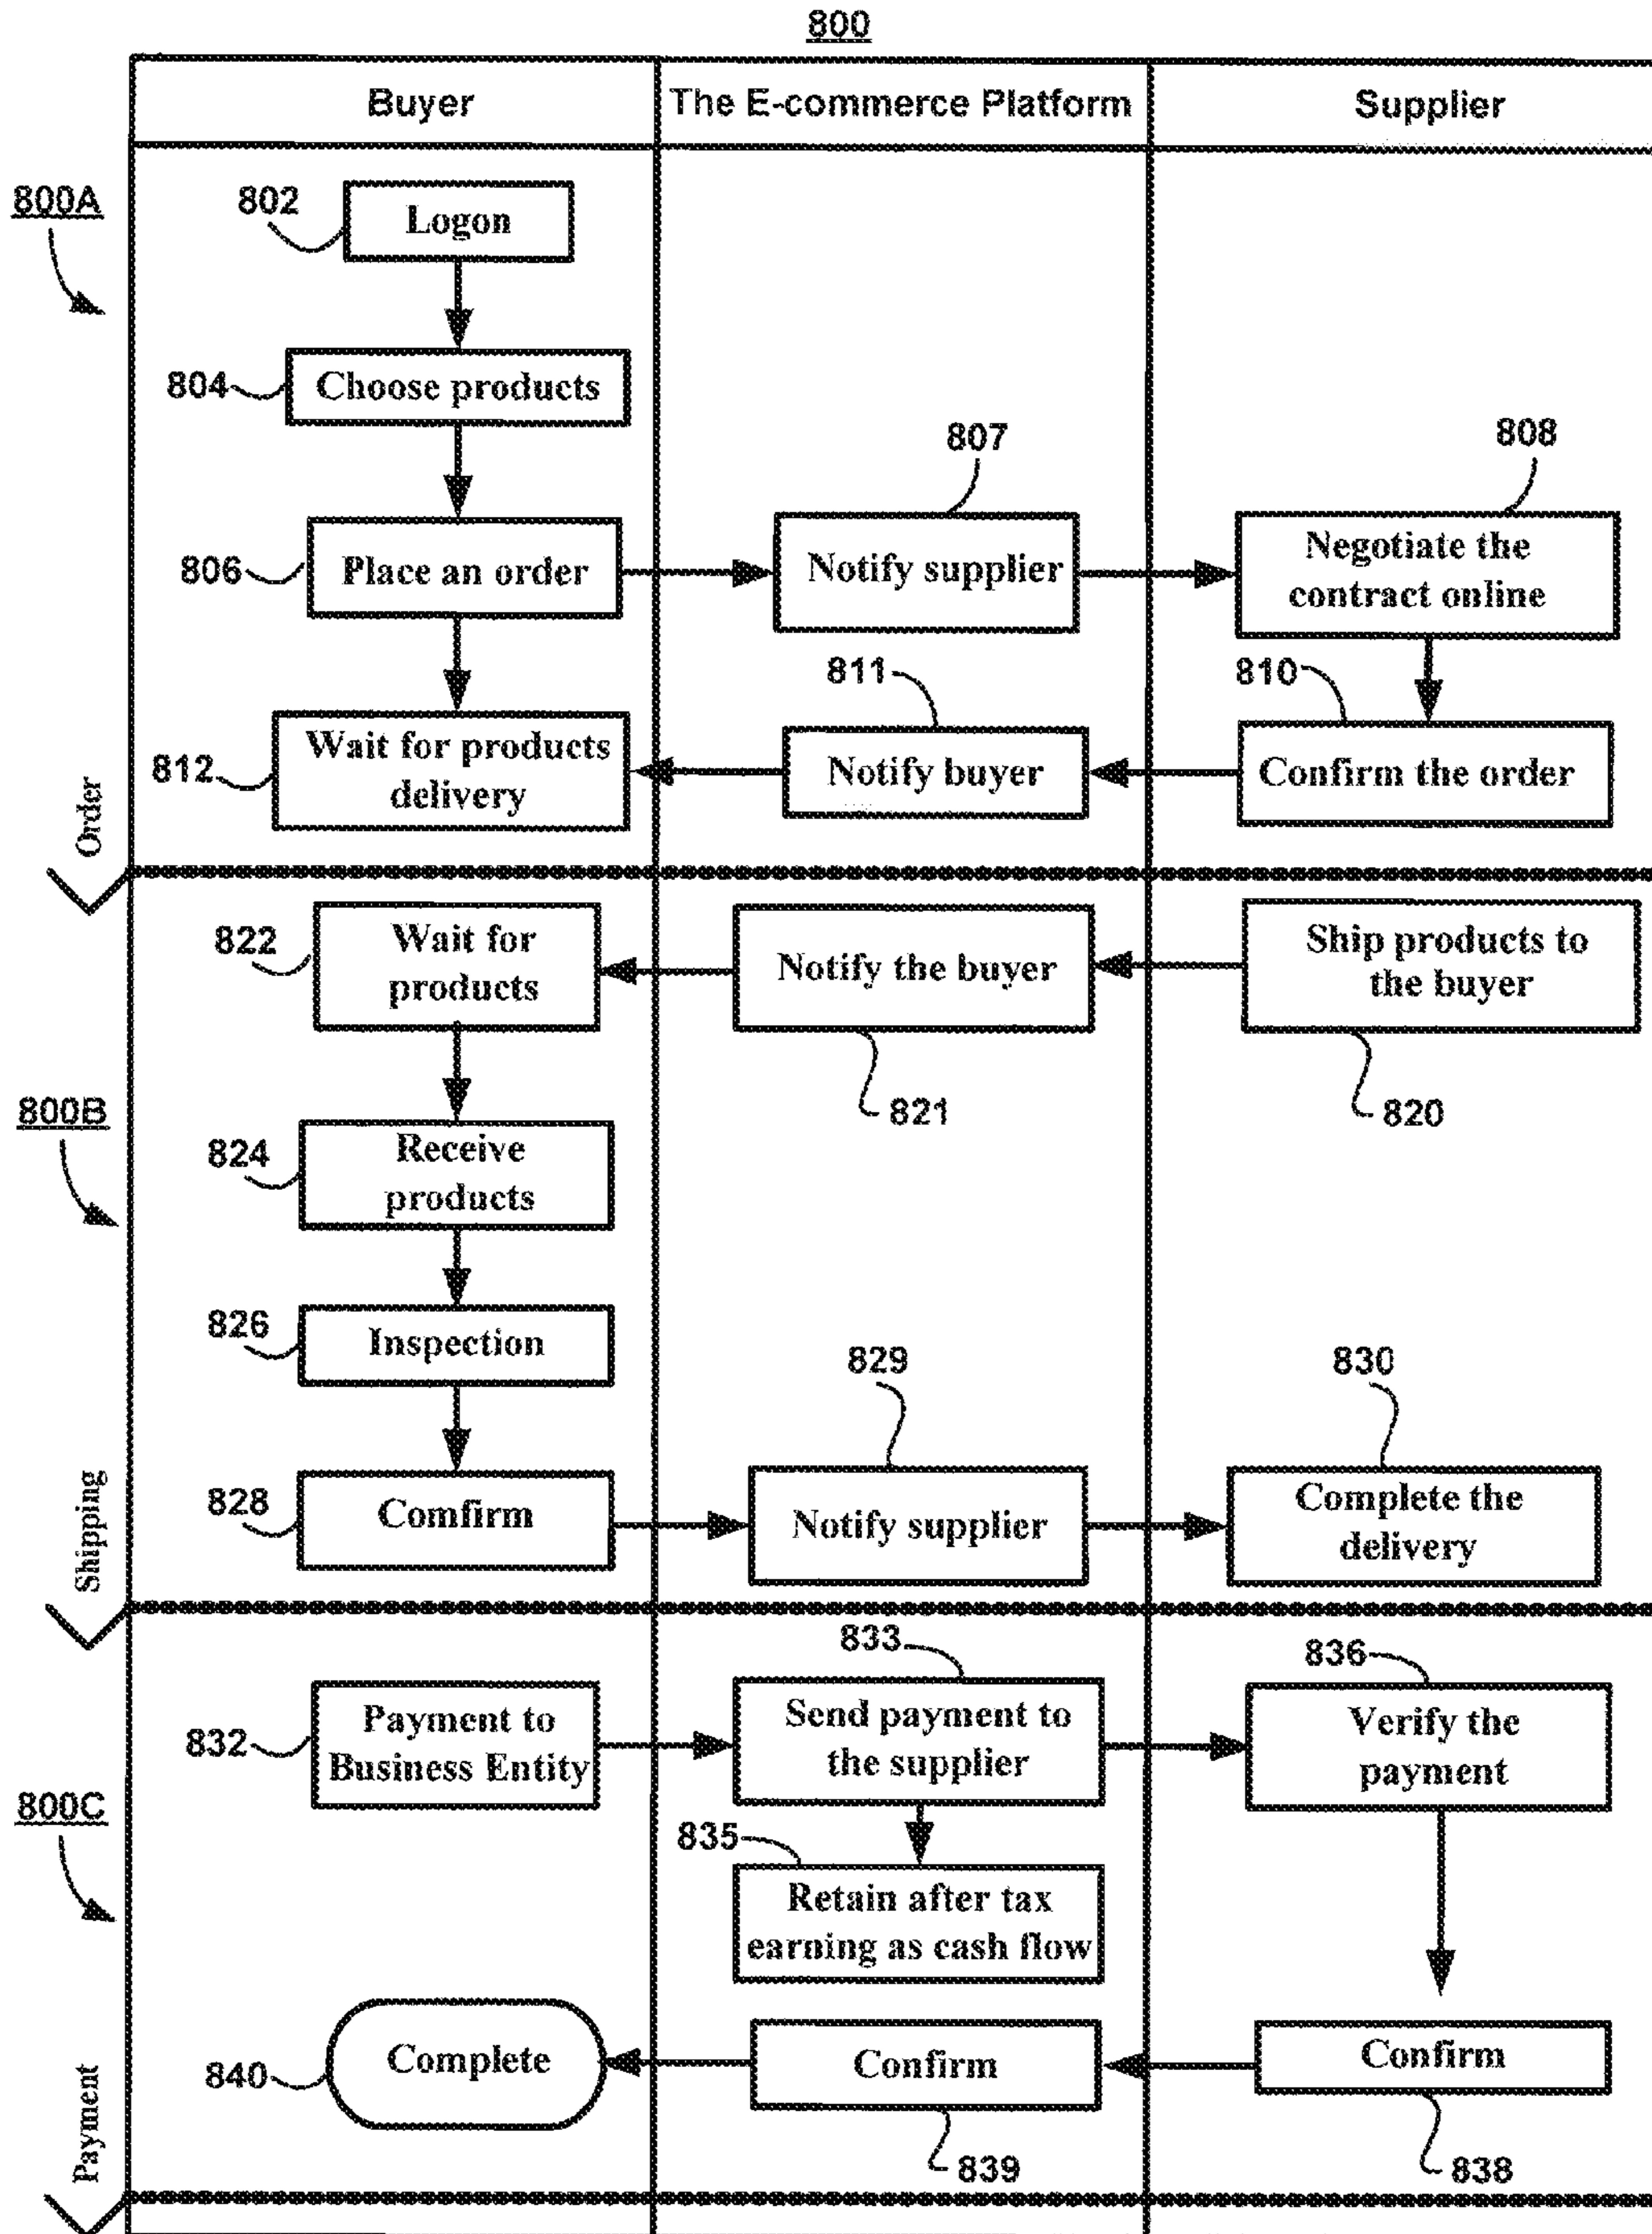 800
Buyer
The E-commerce Platform
Supplier
800A
802
Logon
804
Choose products
807
808
806
Place an order
Notify supplier
Negotiate the
contract online
811
810
812
Wait for products
delivery
Notify buyer
Confirm the order
Order
822
Wait for
products
Notify the buyer
Ship products to
the buyer
821
820
800B
824
Receive
products
826
Inspection
829
830
828
Comfirm
Notify supplier
Complete the
delivery
Shipping
833
836
832
Payment to
Business Entity
Send payment to
the supplier
Verify the
payment
800C
835
Retain after tax
earning as cash flow
840
Complete
Confirm
Confirm
839
838
Payment